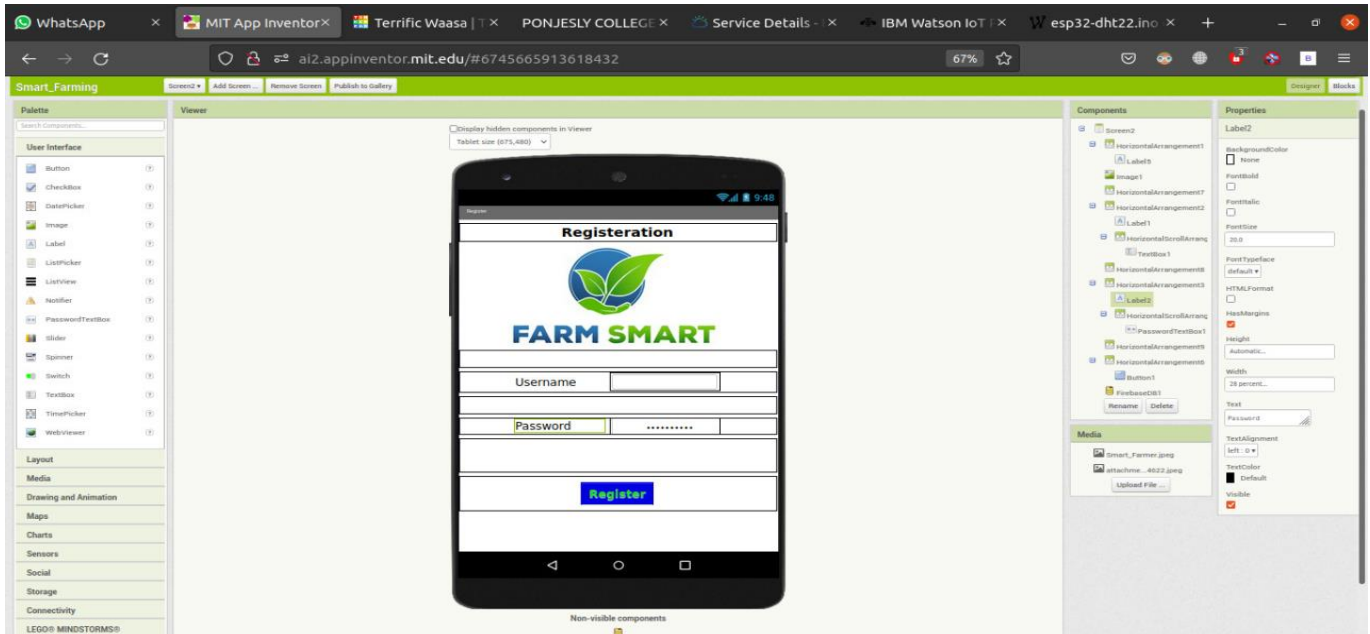 WhatsApp
MIT App Inventor
Terrific Waasa | T
PONJESLY COLLEGE
Service Details -
IBM Watson IoT
esp32-dht22.ino
ai2.appinventor.mit.edu/#6745665913618432
67%
3
B
Smart_Farming
Screen2
Add Screen ...
Remove Screen
Publish to Gallery
Designer
Blocks
Palette
Search Components...
User Interface
Button
CheckBox
DatePicker
Image
Label
ListPicker
ListView
Notifier
PasswordTextBox
Slider
Spinner
Switch
TextBox
TimePicker
WebViewer
Layout
Media
Drawing and Animation
Maps
Charts
Sensors
Social
Storage
Connectivity
LEGO® MINDSTORMS®
Viewer
Display hidden components in Viewer
Tablet size (675,480)
9:48
Register
Registeration
FARM SMART
Username
Password
Register
Non-visible components
Components
Screen2
HorizontalArrangement1
Label5
Image1
HorizontalArrangement7
HorizontalArrangement2
Label1
HorizontalScrollArrang
TextBox1
HorizontalArrangement8
HorizontalArrangement3
Label2
HorizontalScrollArrang
PasswordTextBox1
HorizontalArrangement5
HorizontalArrangement6
Button1
FirebaseDB1
Rename
Delete
Media
Smart_Farmer.jpeg
attachme...4622.jpeg
Upload File ...
Properties
Label2
BackgroundColor
None
FontBold
FontItalic
FontSize
20.0
FontTypeface
default
HTMLFormat
HasMargins
Height
Automatic...
Width
28 percent...
Text
Password
TextAlignment
left : 0
TextColor
Default
Visible